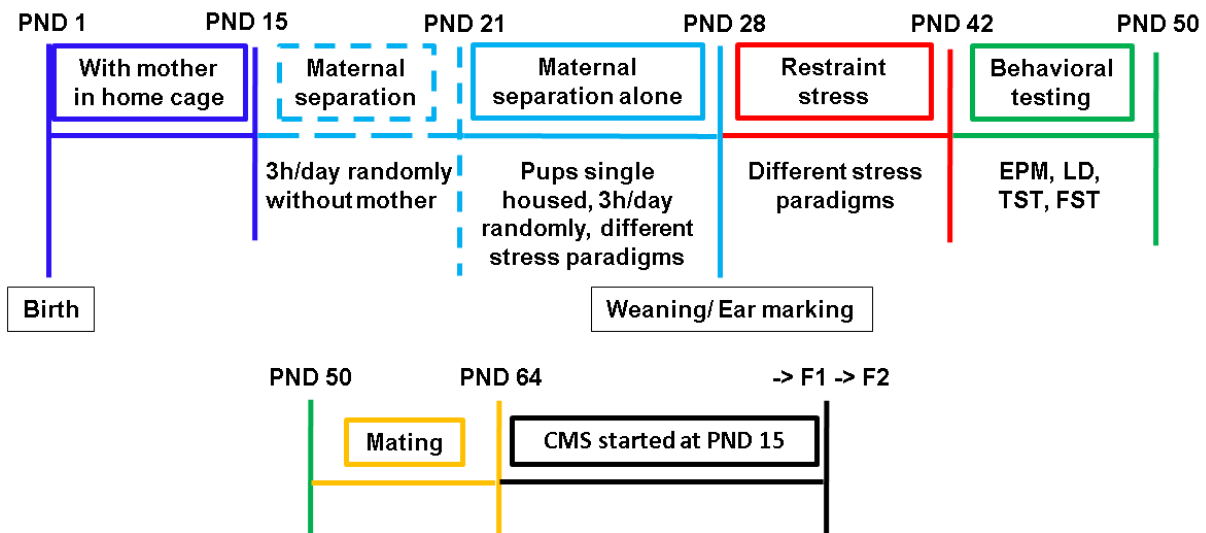 PND 1 PND 15 PND 21 PND 28 PND 42 PND 50
With mother
in home cage
Maternal
separation
Maternal
separation alone
Restraint
stress
Behavioral
testing
3h/day randomly
without mother
Pups single
housed, 3h/day
randomly, different
stress paradigms
Different stress
paradigms
EPM, LD,
TST, FST
Birth
Weaning/ Ear marking
PND 50 PND 64 -> F1 -> F2
Mating
CMS started at PND 15